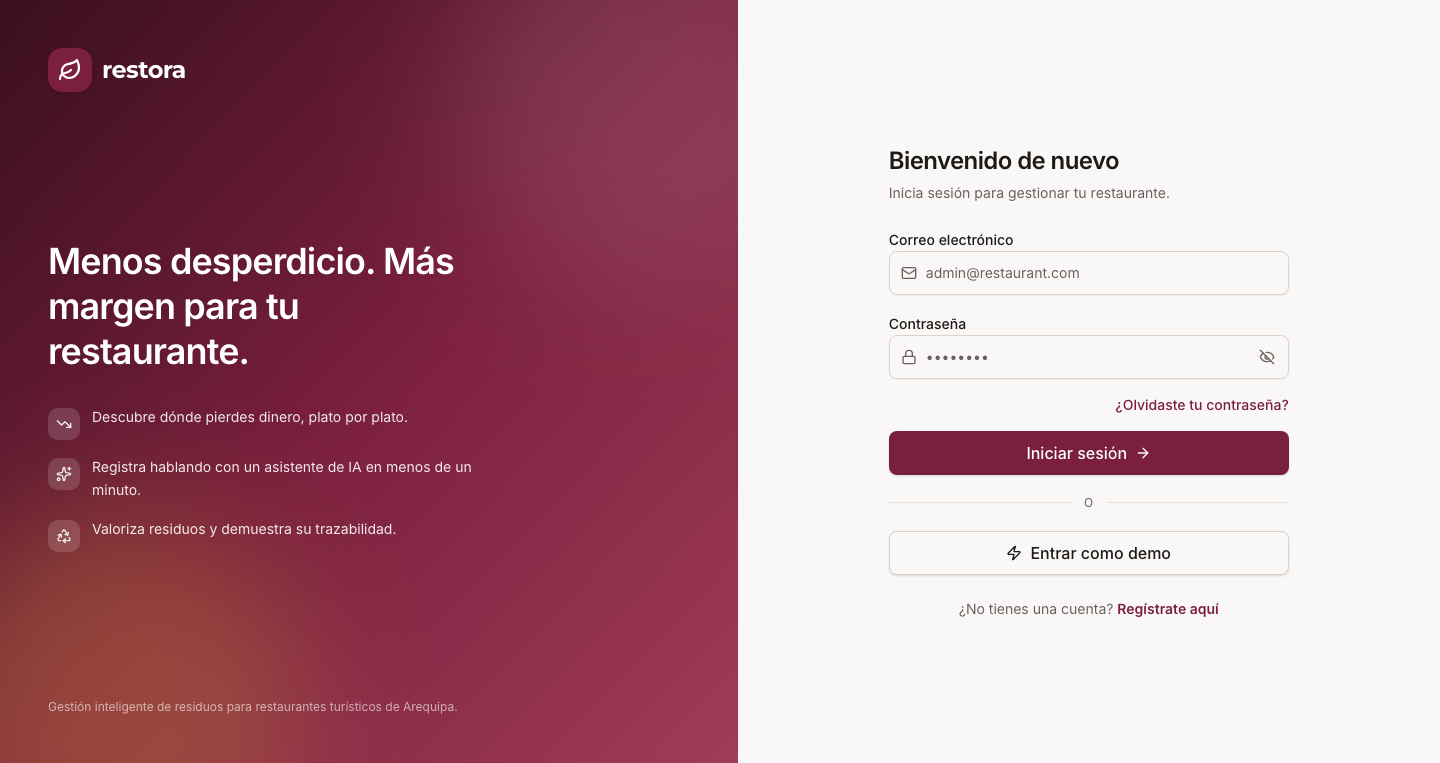 restora
Menos desperdicio. Más
margen para tu
restaurante.
Descubre dónde pierdes dinero, plato por plato.
Registra hablando con un asistente de IA en menos de un
minuto.
Valoriza residuos y demuestra su trazabilidad.
Gestión inteligente de residuos para restaurantes turísticos de Arequipa.
Bienvenido de nuevo
Inicia sesión para gestionar tu restaurante.
Correo electrónico
admin@restaurant.com
Contraseña
••••••••
¿Olvidaste tu contraseña?
Iniciar sesión →
O
Entrar como demo
¿No tienes una cuenta? Regístrate aquí